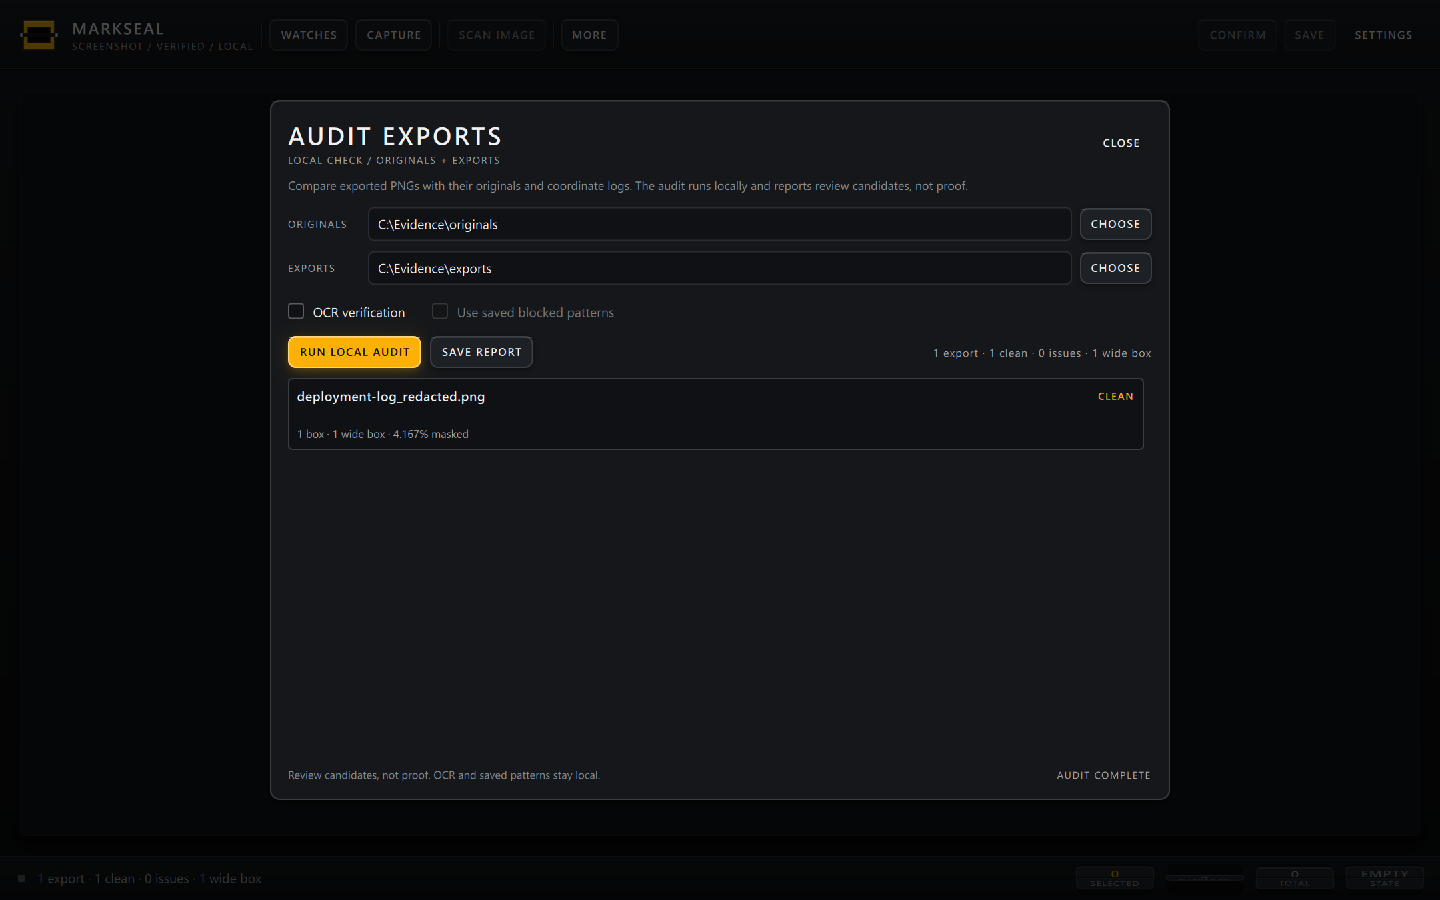 MARKSEAL
SCREENSHOT / VERIFIED / LOCAL
WATCHES
CAPTURE
SCAN IMAGE
MORE
CONFIRM
SAVE
SETTINGS
AUDIT EXPORTS
LOCAL CHECK / ORIGINALS + EXPORTS
CLOSE
Compare exported PNGs with their originals and coordinate logs. The audit runs locally and reports review candidates, not proof.
ORIGINALS
C:\Evidence\originals
CHOOSE
EXPORTS
C:\Evidence\exports
CHOOSE
OCR verification
Use saved blocked patterns
RUN LOCAL AUDIT
SAVE REPORT
1 export · 1 clean · 0 issues · 1 wide box
deployment-log_redacted.png
CLEAN
1 box · 1 wide box · 4.167% masked
Review candidates, not proof. OCR and saved patterns stay local.
AUDIT COMPLETE
1 export · 1 clean · 0 issues · 1 wide box
0
SELECTED
0
TOTAL
EMPTY
STATE